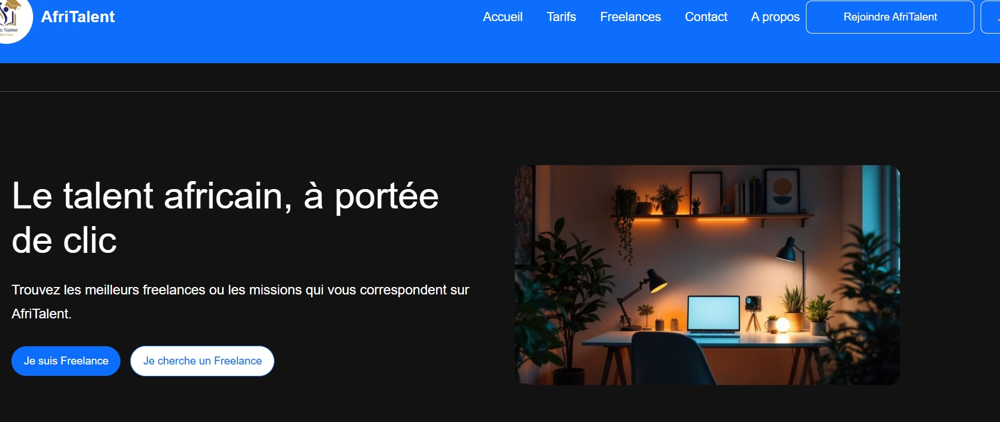 AfriTalent
Accueil
Tarifs
Freelances
Contact
A propos
Rejoindre AfriTalent
Name
Le talent africain, à portée
de clic
Trouvez les meilleurs freelances ou les missions qui vous correspondent sur
AfriTalent.
Je suis Freelance
Je cherche un Freelance